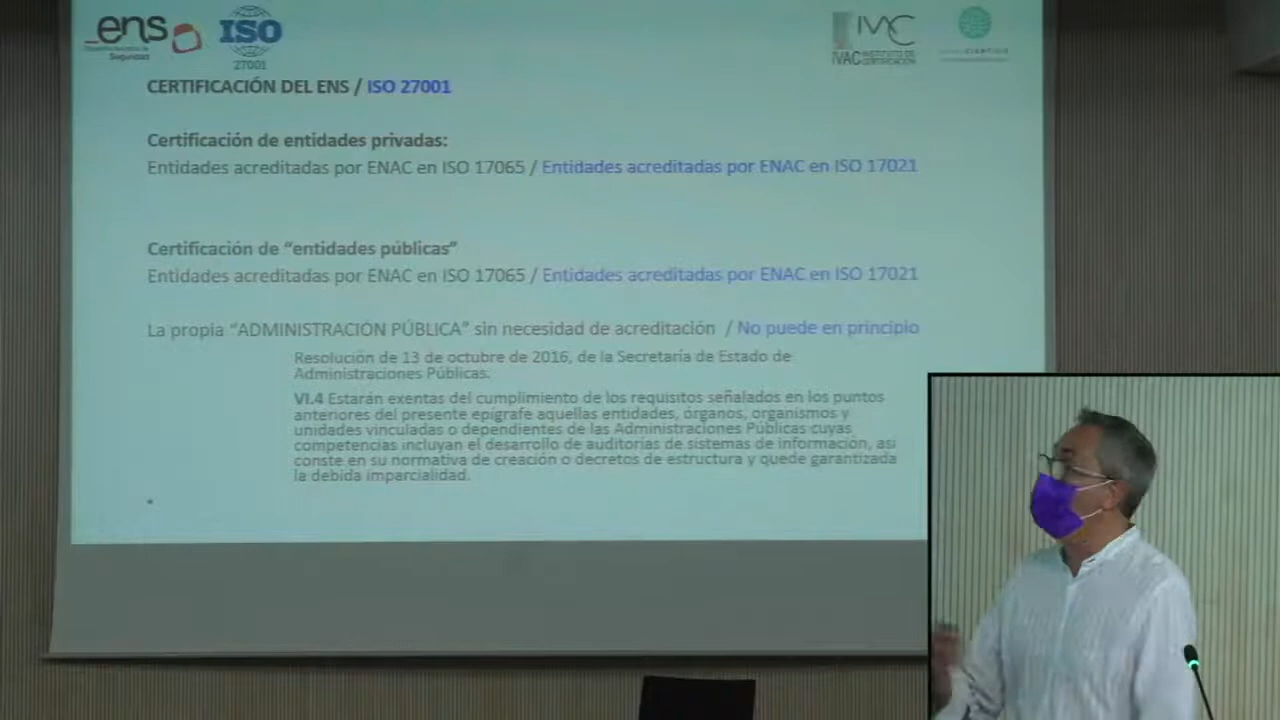 ens
Seguridad
ISO
27001
IVAC
IVAC INSTITUTO DE
CERTIFICACIÓN
CERTIFICACIÓN DEL ENS / ISO 27001
Certificación de entidades privadas:
Entidades acreditadas por ENAC en ISO 17065 / Entidades acreditadas por ENAC en ISO 17021
Certificación de “entidades públicas”
Entidades acreditadas por ENAC en ISO 17065 / Entidades acreditadas por ENAC en ISO 17021
La propia “ADMINISTRACIÓN PÚBLICA” sin necesidad de acreditación / No puede en principio
Resolución de 13 de octubre de 2016, de la Secretaría de Estado de
Administraciones Públicas.
VI.4 Estarán exentas del cumplimiento de los requisitos señalados en los puntos
anteriores del presente epígrafe aquellas entidades, órganos, organismos y
unidades vinculadas o dependientes de las Administraciones Públicas cuyas
competencias incluyan el desarrollo de auditorías de sistemas de información, así
conste en su normativa de creación o decretos de estructura y quede garantizada
la debida imparcialidad.